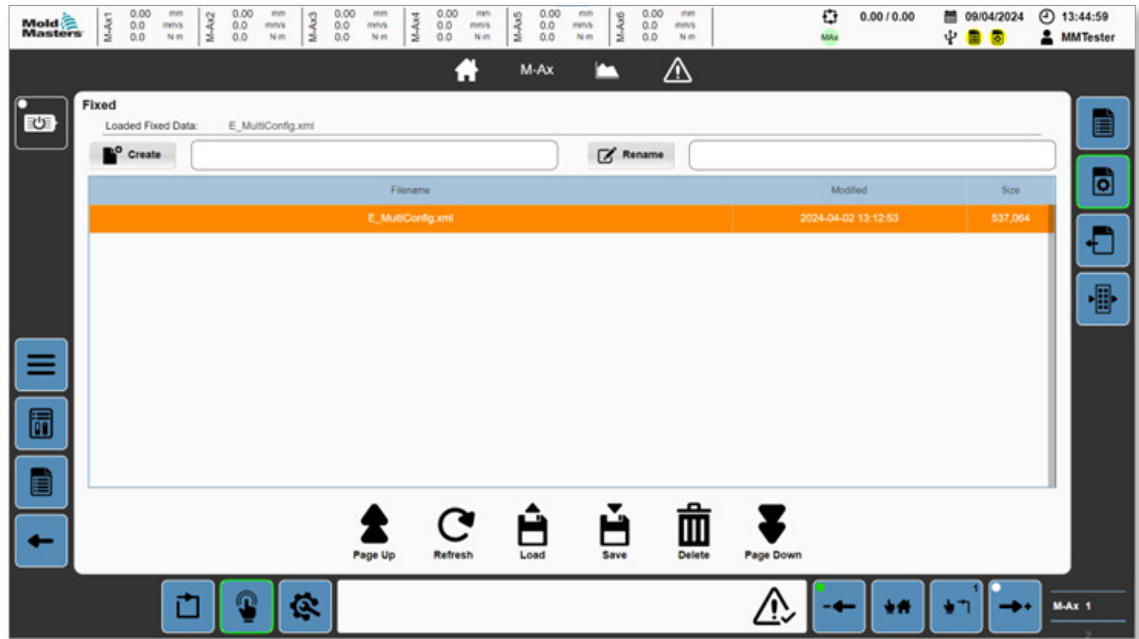 Mold Masters
M-Ax1 0.00 mm 0.0 mm/s 0.0 N·m
M-Ax2 0.00 mm 0.0 mm/s 0.0 N·m
M-Ax3 0.00 mm 0.0 mm/s 0.0 N·m
M-Ax4 0.00 mm 0.0 mm/s 0.0 N·m
M-Ax5 0.00 mm 0.0 mm/s 0.0 N·m
M-Ax6 0.00 mm 0.0 mm/s 0.0 N·m
0.00 / 0.00
MAx
09/04/2024 13:44:59
MMTester
M-Ax
Fixed
Loaded Fixed Data: E_MultiConfig.xml
Create Rename
Filename Modified Size
E_MultiConfig.xml 2024-04-02 13:12:53 537,064
Page Up Refresh Load Save Delete Page Down
1
M-Ax 1
2